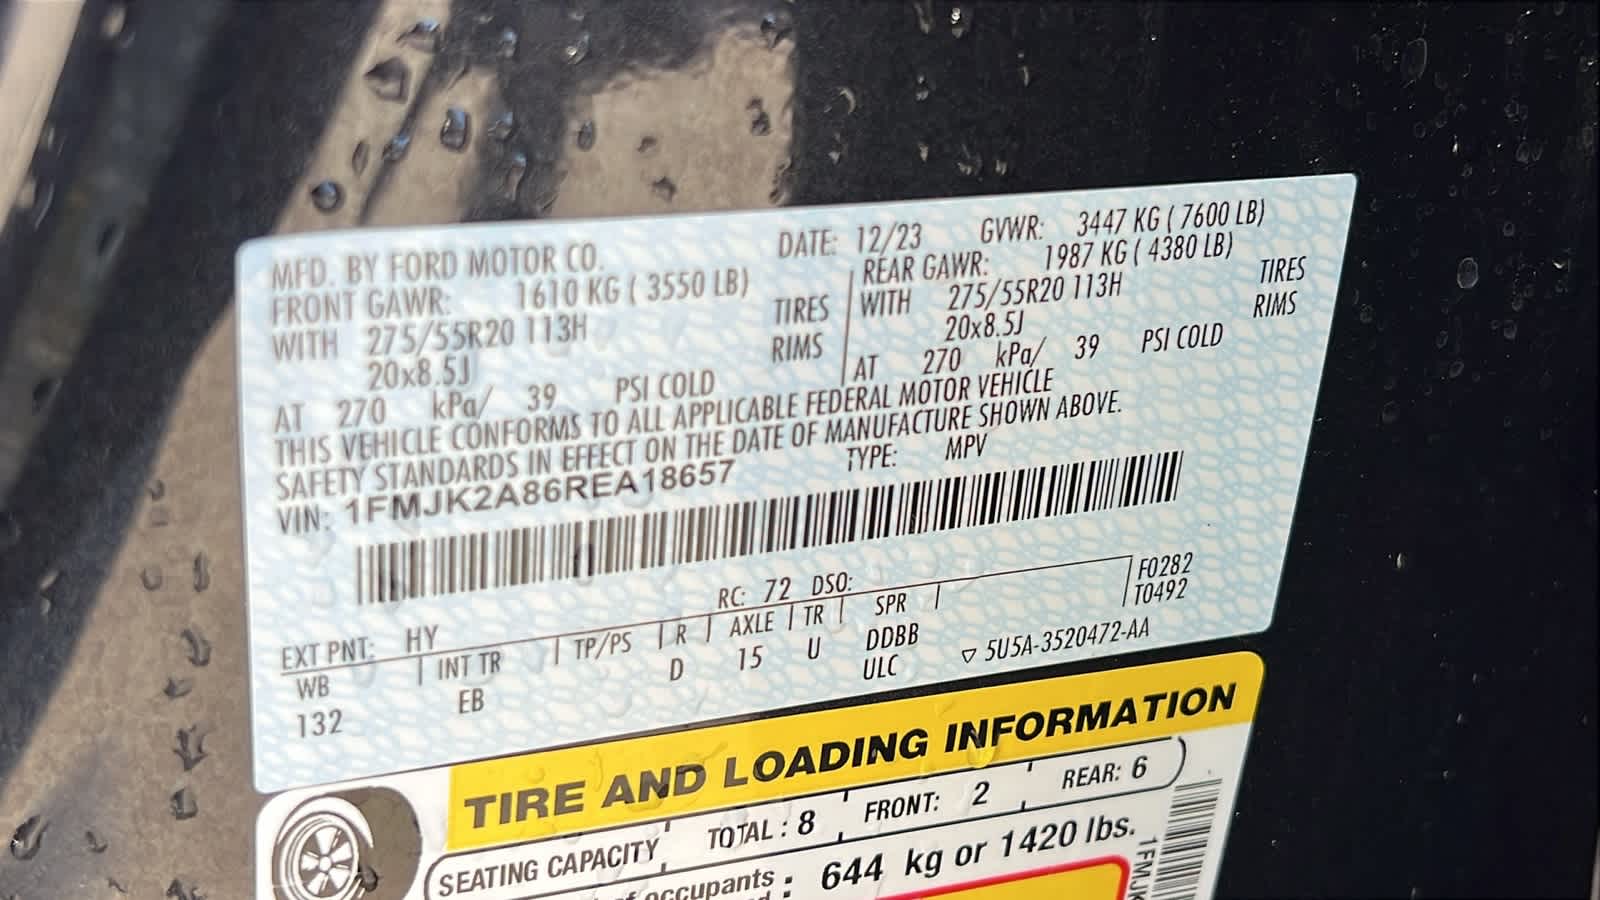 MFD. BY FORD MOTOR CO. DATE: 12/23 GVWR: 3447 KG ( 7600 LB)
FRONT GAWR: 1610 KG ( 3550 LB) REAR GAWR: 1987 KG ( 4380 LB)
WITH 275/55R20 113H TIRES WITH 275/55R20 113H TIRES
20x8.5J RIMS 20x8.5J RIMS
AT 270 kPa/ 39 PSI COLD AT 270 kPa/ 39 PSI COLD
THIS VEHICLE CONFORMS TO ALL APPLICABLE FEDERAL MOTOR VEHICLE
SAFETY STANDARDS IN EFFECT ON THE DATE OF MANUFACTURE SHOWN ABOVE.
VIN: 1FMJK2A86REA18657 TYPE: MPV
EXT PNT: HY RC: 72 DSO: F0282
WB INT TR TP/PS R AXLE TR SPR T0492
132 EB D 15 U DDBB
ULC ▽ 5U5A-3520472-AA
TIRE AND LOADING INFORMATION
SEATING CAPACITY TOTAL : 8 FRONT: 2 REAR: 6
occupants : 644 kg or 1420 lbs.
1FMJK